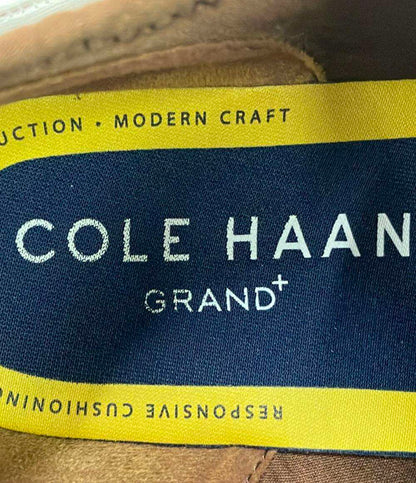 UCTION · MODERN CRAFT
COLE HAAN
GRAND+
RESPONSIVE CUSHIONING